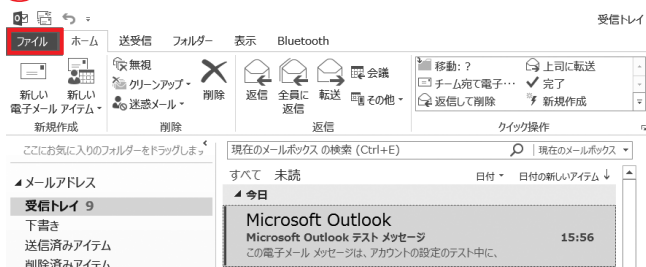 受信トレイ
ファイル ホーム 送受信 フォルダー 表示 Bluetooth
新しい 電子メール
新しい アイテム
無視
クリーンアップ
迷惑メール
削除
返信
全員に 返信
転送
会議
その他
移動: ?
チーム宛て電子…
返信して削除
上司に転送
完了
新規作成
新規作成 削除 返信 クイック操作
ここにお気に入りのフォルダーをドラッグしま
現在のメールボックス の検索 (Ctrl+E) 現在のメールボックス
すべて 未読 日付 日付の新しいアイテム ↓
メールアドレス
受信トレイ 9
下書き
送信済みアイテム
削除済みアイテム
今日
Microsoft Outlook
Microsoft Outlook テスト メッセージ 15:56
この電子メール メッセージは、アカウントの設定のテスト中に、